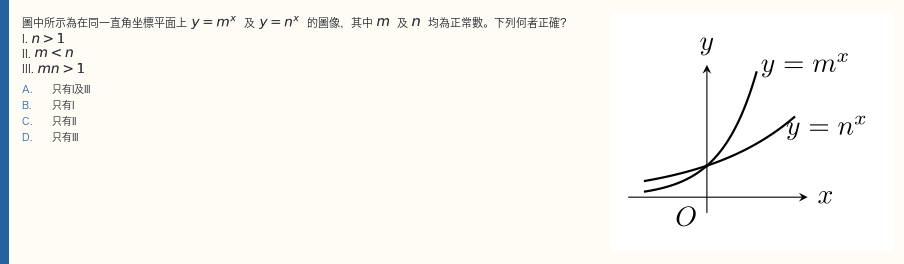 圖中所示為在同一直角坐標平面上 y = m^x 及 y = n^x 的圖像，其中 m 及 n 均為正常數。下列何者正確?
I. n > 1
II. m < n
III. mn > 1
A. 只有I及III
B. 只有I
C. 只有II
D. 只有III
y
y = m^x
y = n^x
x
O